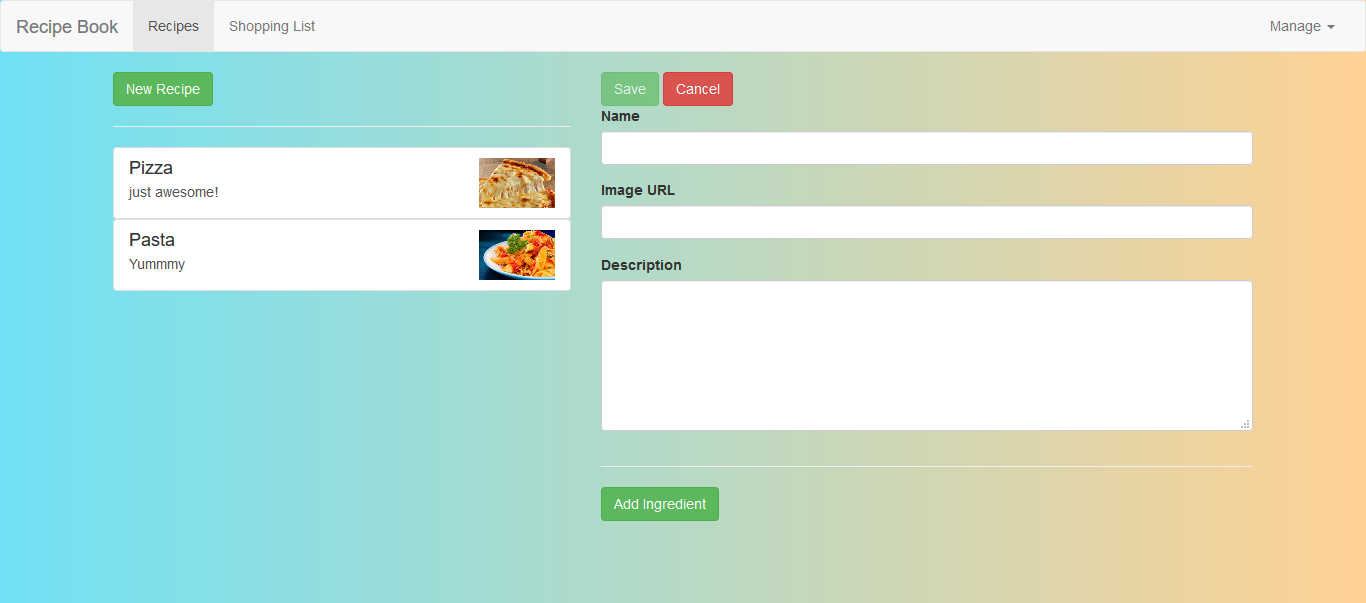 Recipe Book Recipes Shopping List Manage
New Recipe
Pizza
just awesome!
Pasta
Yummmy
Save Cancel
Name
Image URL
Description
Add Ingredient